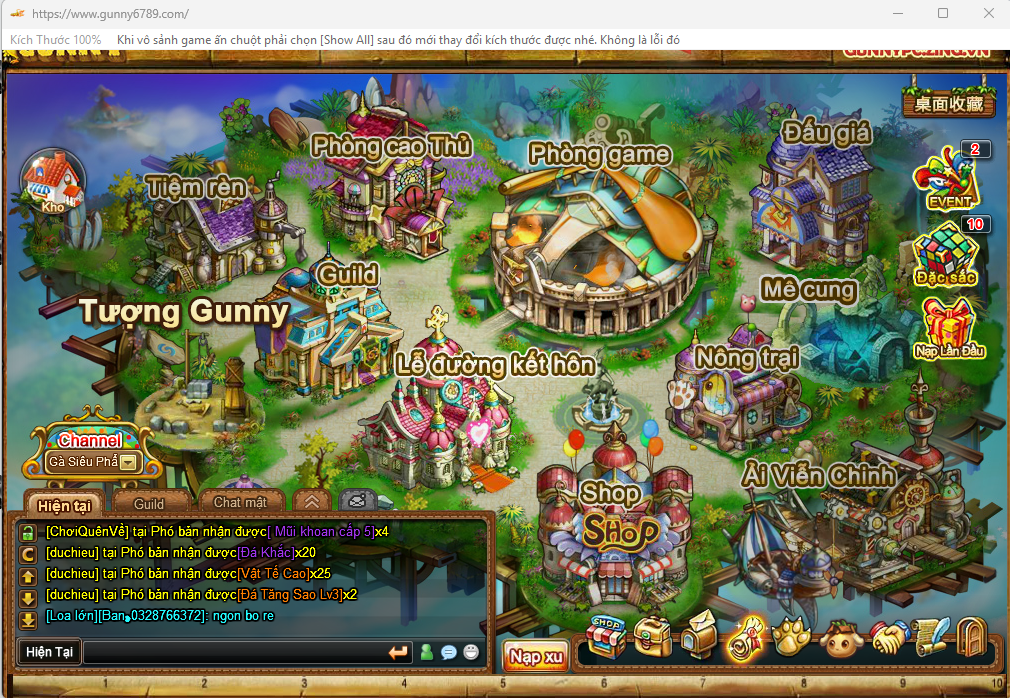 https://www.gunny6789.com/
Kích Thước 100% Khi vô sảnh game ấn chuột phải chọn [Show All] sau đó mới thay đổi kích thước được nhé. Không là lỗi đó
GUNNYPC.ZING.VN
桌面收藏
Phòng cao Thủ
Phòng game
Đấu giá
2
EVENT
Kho
Tiệm rèn
10
Đặc sắc
Guild
Mê cung
Tượng Gunny
Nạp Lần Đầu
Lễ đường kết hôn
Nông trại
Channel
Gà Siêu Phẩ
Ải Viễn Chinh
Shop
SHOP
Hiện tại
Guild
Chat mật
[ChơiQuênVề] tại Phó bản nhận được[ Mũi khoan cấp 5]x4
[duchieu] tại Phó bản nhận được[Đá Khắc]x20
[duchieu] tại Phó bản nhận được[Vật Tế Cao]x25
[duchieu] tại Phó bản nhận được[Đá Tăng Sao Lv3]x2
[Loa lớn][Ban_0328766372]: ngon bo re
SHOP
Hiện Tại
Nạp xu
1 2 3 4 5 6 7 8 9 10